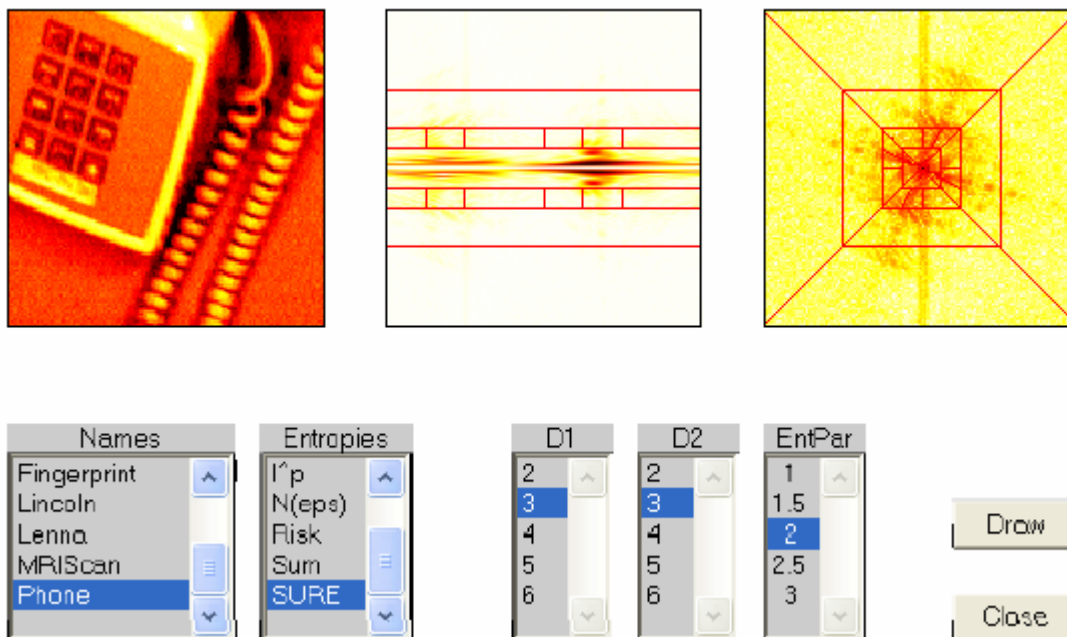 Names Entropies D1 D2 EntPar
Fingerprint
Lincoln
Lenna
MRIScan
Phone
l^p
N(eps)
Risk
Sum
SURE
2
3
4
5
6
2
3
4
5
6
1
1.5
2
2.5
3
Draw
Close